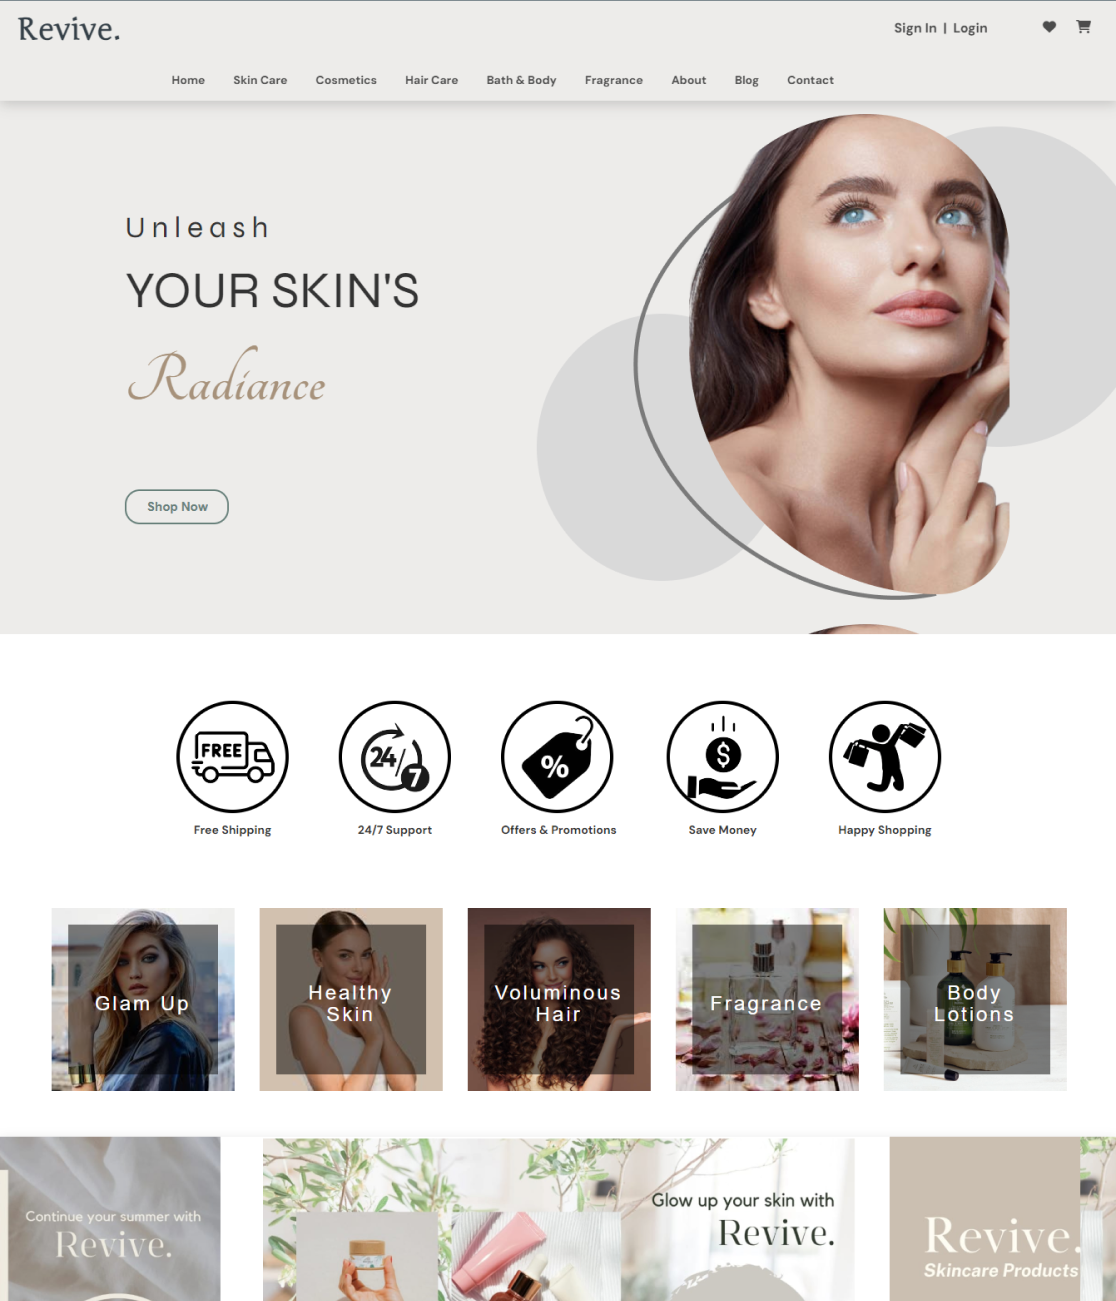 Revive.
Sign In | Login
Home Skin Care Cosmetics Hair Care Bath & Body Fragrance About Blog Contact
Unleash
YOUR SKIN'S
Radiance
Shop Now
FREE
24/7
%
$
Free Shipping
24/7 Support
Offers & Promotions
Save Money
Happy Shopping
Glam Up
Healthy
Skin
Voluminous
Hair
Fragrance
Body
Lotions
Continue your summer with
Revive.
Glow up your skin with
Revive.
Revive.
Skincare Products